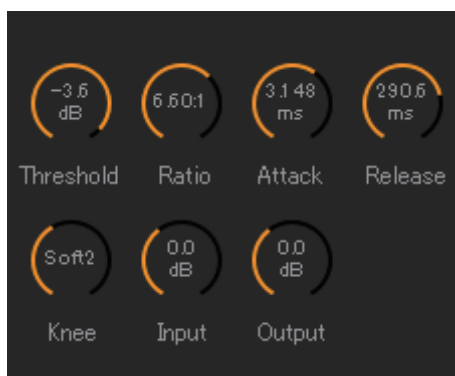 -3.6
dB
6.60:1
3.148
ms
290.6
ms
Threshold
Ratio
Attack
Release
Soft2
0.0
dB
0.0
dB
Knee
Input
Output